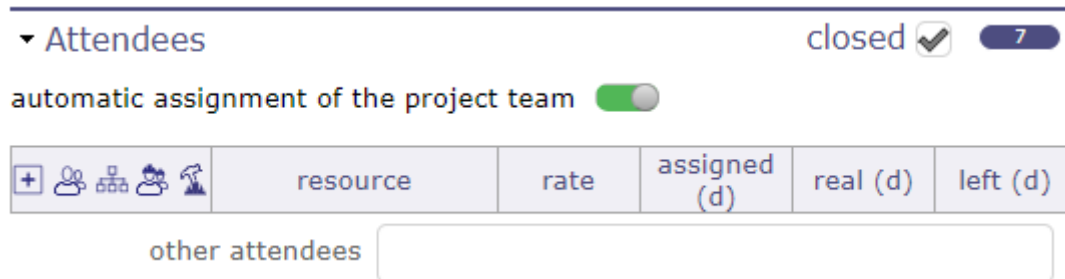 Attendees closed 7
automatic assignment of the project team
resource rate assigned (d) real (d) left (d)
other attendees